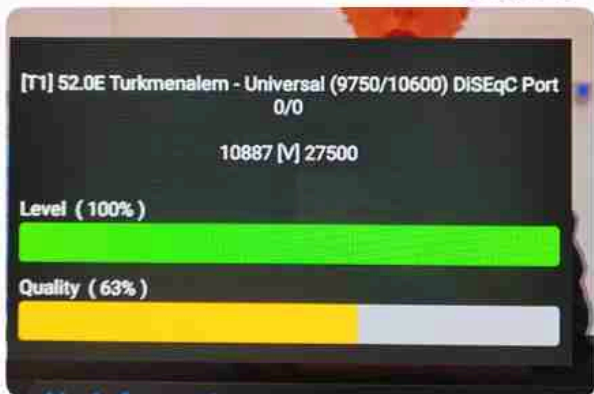 [T1] 52.0E Turkmenalem - Universal (9750/10600) DiSEqC Port
0/0
10887 [V] 27500
Level ( 100% )
Quality ( 63% )